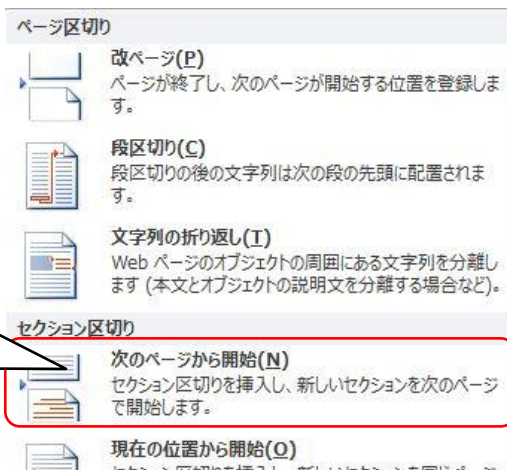 ページ区切り
改ページ(P)
ページが終了し、次のページが開始する位置を登録しま
す。
段区切り(C)
段区切りの後の文字列は次の段の先頭に配置されま
す。
文字列の折り返し(T)
Web ページのオブジェクトの周囲にある文字列を分離し
ます (本文とオブジェクトの説明文を分離する場合など)。
セクション区切り
次のページから開始(N)
セクション区切りを挿入し、新しいセクションを次のページ
で開始します。
現在の位置から開始(O)